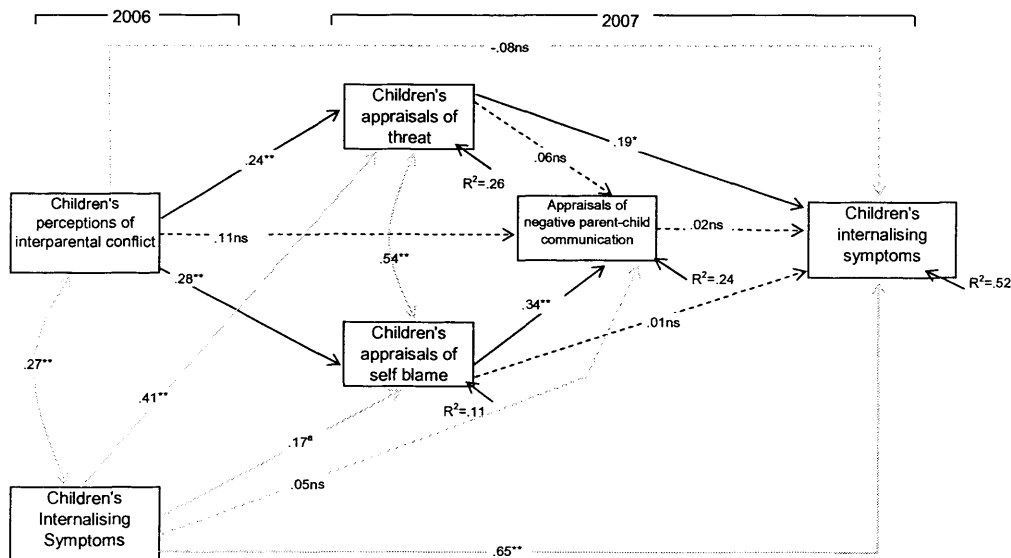 2006
2007
-.08ns
Children's
appraisals of
threat
.19*
.24**
.06ns
R²=.26
Children's
perceptions of
interparental conflict
Appraisals of
negative parent-child
communication
Children's
internalising
symptoms
.11ns
.02ns
.28**
.54**
R²=.24
R²=.52
.34**
Children's
appraisals of
self blame
.01ns
.27**
.41**
R²=.11
.17ª
.05ns
Children's
Internalising
Symptoms
.65**